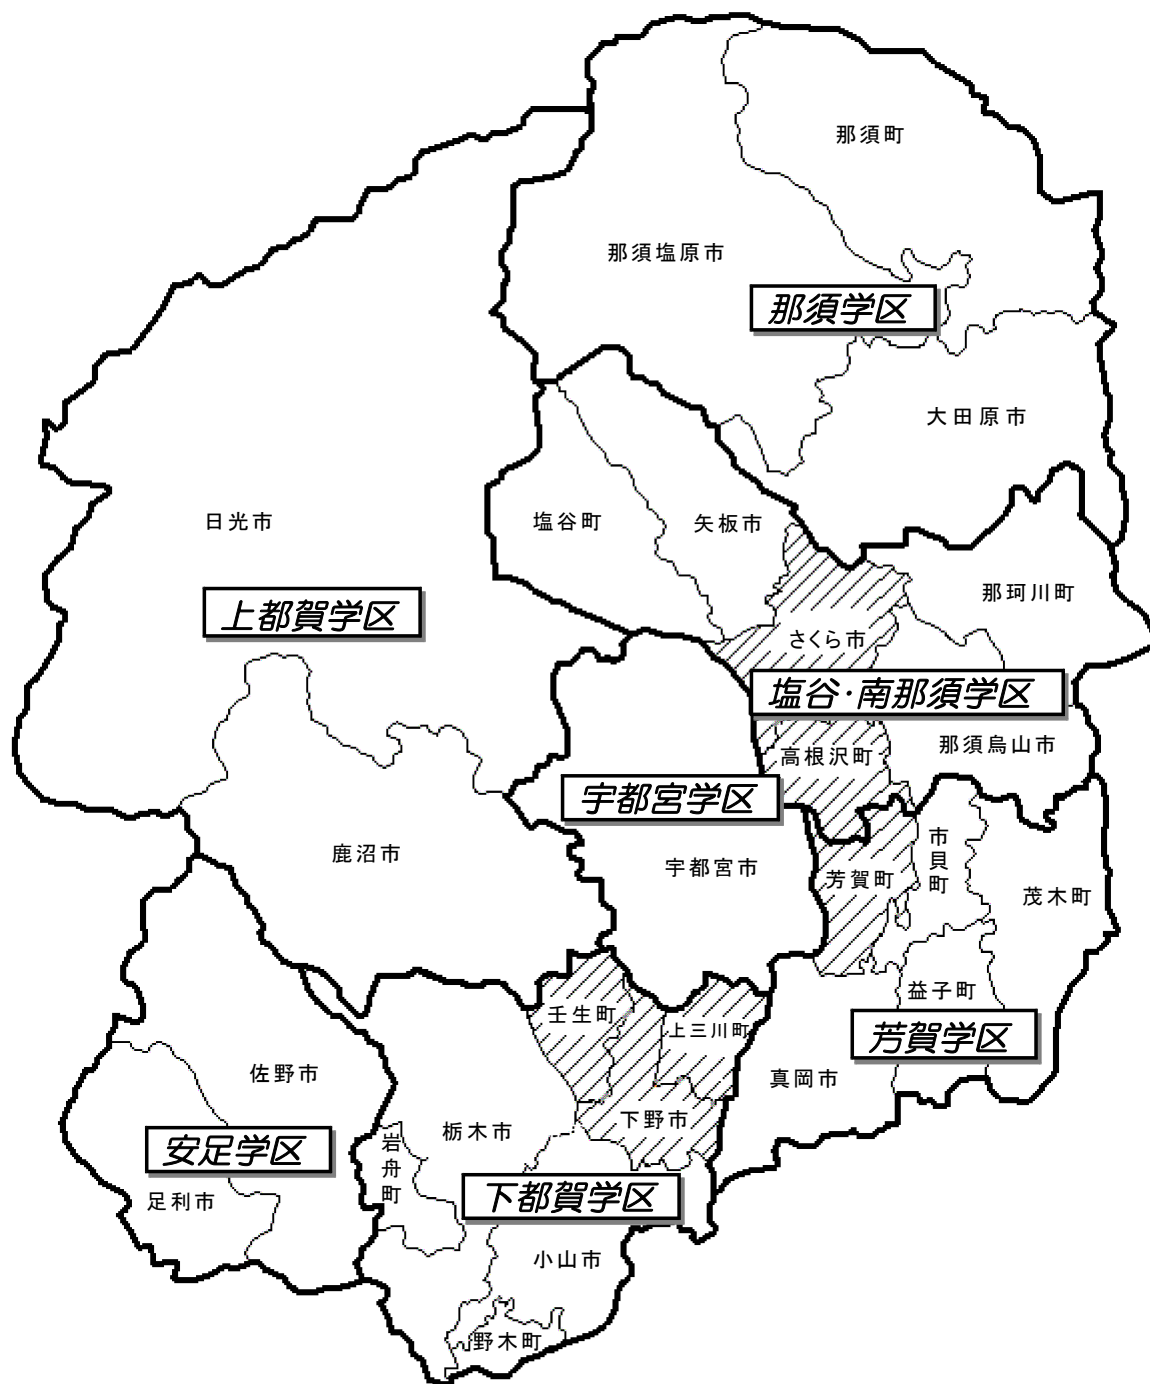 那須町
那須塩原市
那須学区
大田原市
日光市
塩谷町
矢板市
那珂川町
上都賀学区
さくら市
塩谷・南那須学区
高根沢町
那須烏山市
宇都宮学区
鹿沼市
宇都宮市
芳賀町
市貝町
茂木町
益子町
壬生町
上三川町
芳賀学区
佐野市
真岡市
栃木市
下野市
岩舟町
安足学区
足利市
下都賀学区
小山市
野木町